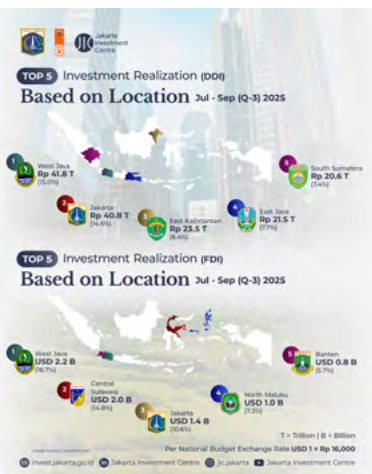 Jakarta
Investment
Centre
TOP 5 Investment Realization (DDI)
Based on Location Jul - Sep (Q-3) 2025
1
West Java
Rp 41.8 T
(15.0%)
2
Jakarta
Rp 40.8 T
(14.6%)
3
East Kalimantan
Rp 23.5 T
(8.4%)
4
East Java
Rp 21.5 T
(7.7%)
5
South Sumatera
Rp 20.6 T
(7.4%)
TOP 5 Investment Realization (FDI)
Based on Location Jul - Sep (Q-3) 2025
1
West Java
USD 2.2 B
(16.7%)
2
Central
Sulawesi
USD 2.0 B
(14.8%)
3
Jakarta
USD 1.4 B
(10.6%)
4
North Maluku
USD 1.0 B
(7.3%)
5
Banten
USD 0.8 B
(5.7%)
T = Trillion | B = Billion
Per National Budget Exchange Rate USD 1 = Rp 16,000
invest.jakarta.go.id
Jakarta Investment Centre
jic.jakarta
Jakarta Investment Centre